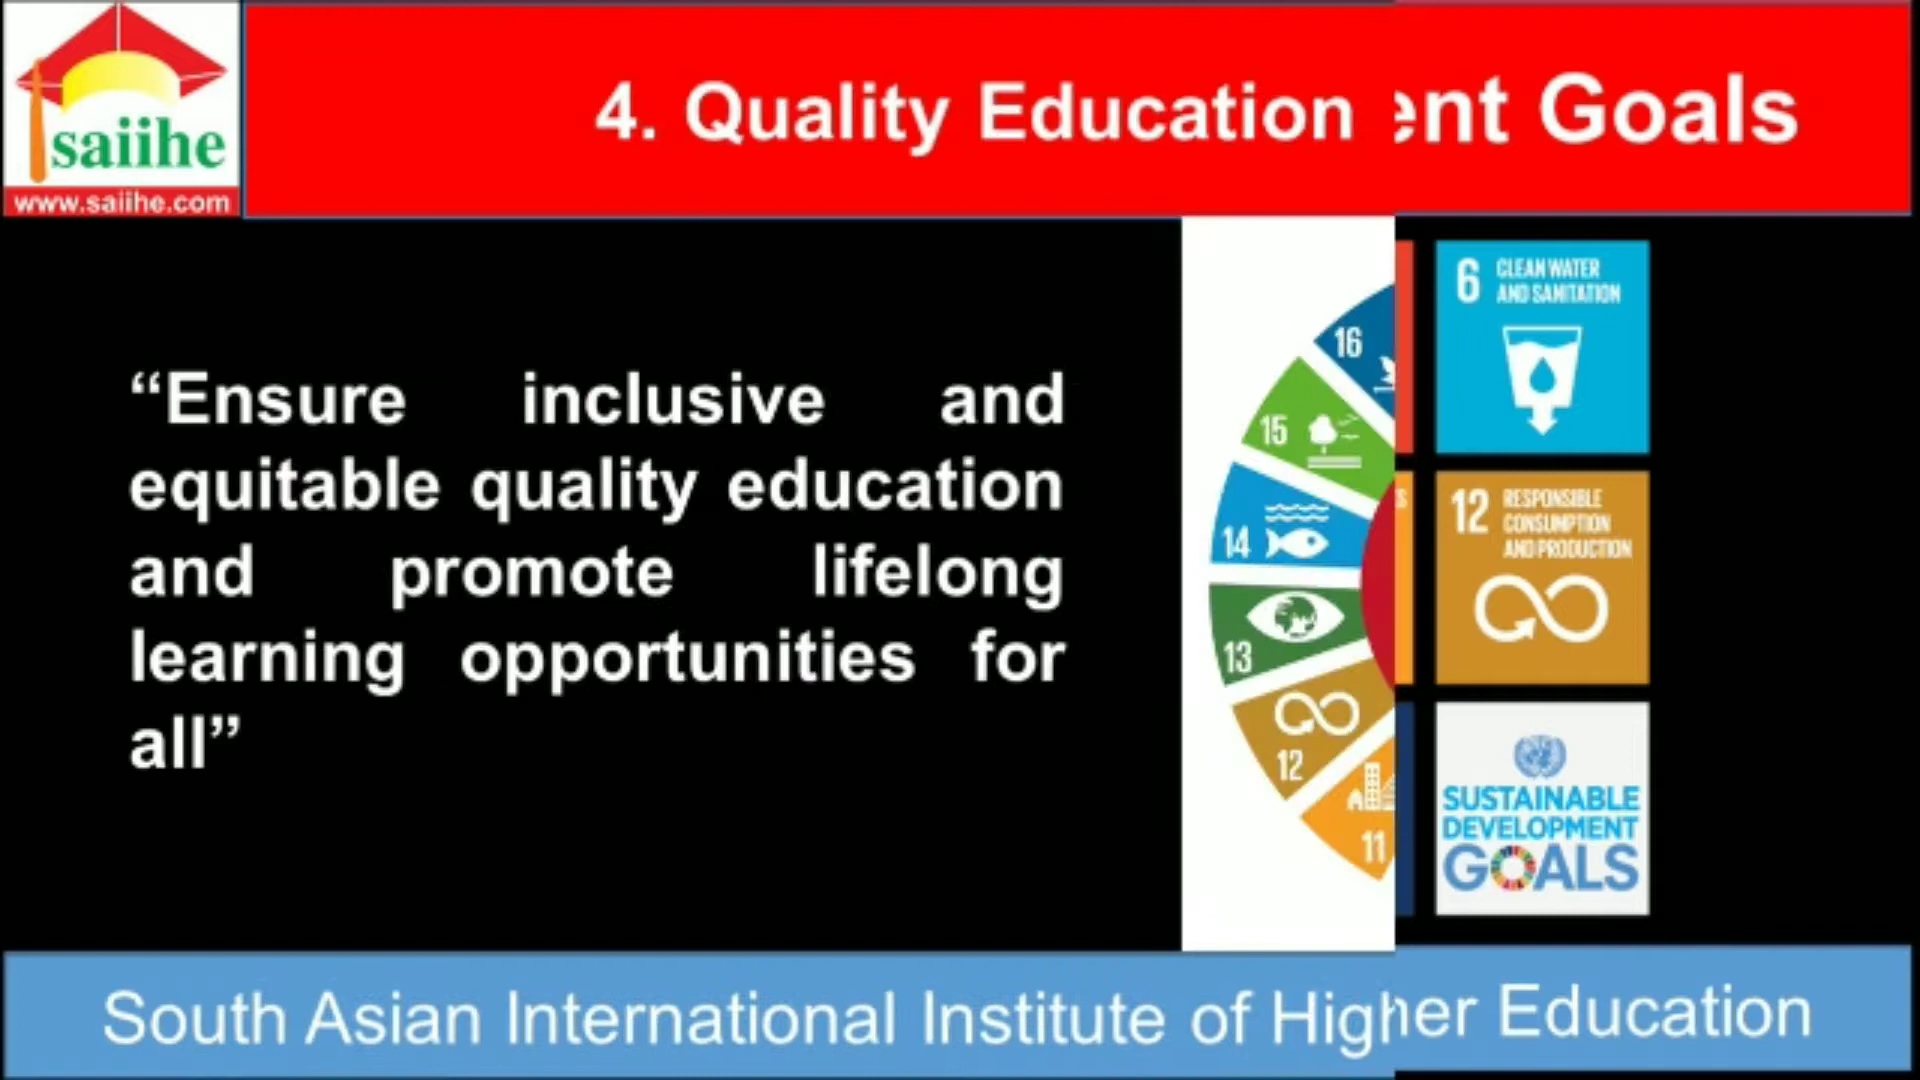 saiihe
www.saiihe.com
4. Quality Education
ent Goals
“Ensure inclusive and
equitable quality education
and promote lifelong
learning opportunities for
all”
16
15
14
13
12
11
6 CLEAN WATER
AND SANITATION
12 RESPONSIBLE
CONSUMPTION
AND PRODUCTION
SUSTAINABLE
DEVELOPMENT
GOALS
South Asian International Institute of Higher Education